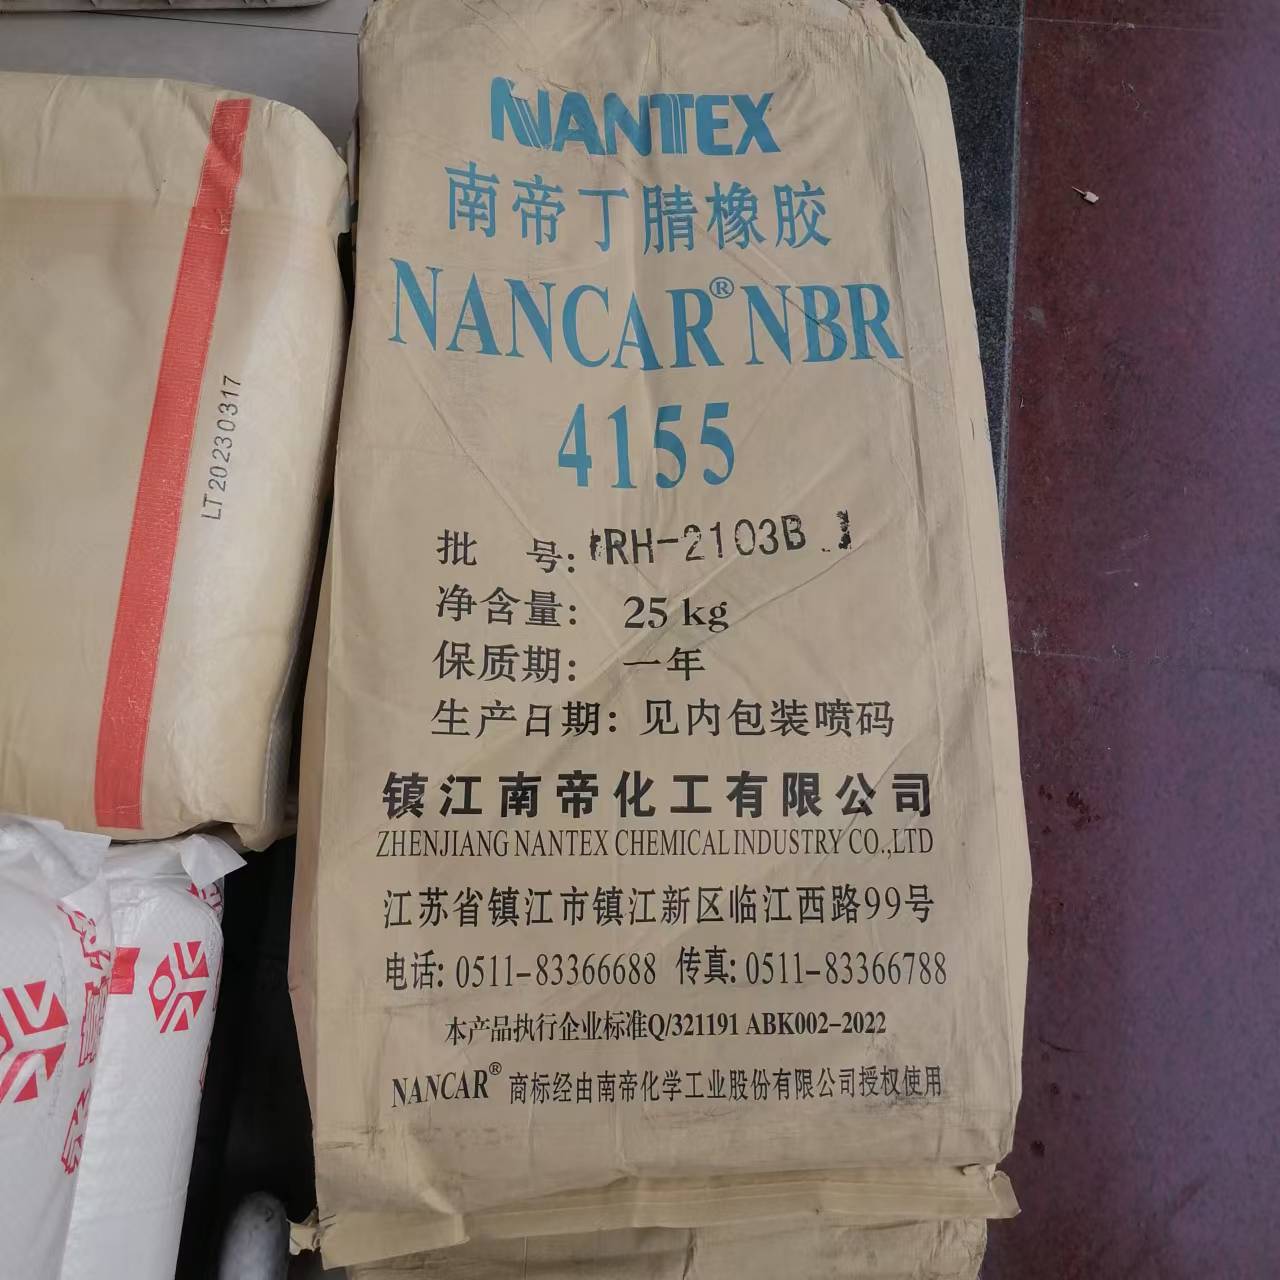 NANTEX
南帝丁腈橡胶
NANCAR® NBR
4155
批 号: RH-2103B
净含量: 25 kg
保质期: 一年
生产日期: 见内包装喷码
镇江南帝化工有限公司
ZHENJIANG NANTEX CHEMICAL INDUSTRY CO.,LTD
江苏省镇江市镇江新区临江西路99号
电话: 0511-83366688 传真: 0511-83366788
本产品执行企业标准Q/321191 ABK002-2022
NANCAR® 商标经由南帝化学工业股份有限公司授权使用
LT20230317